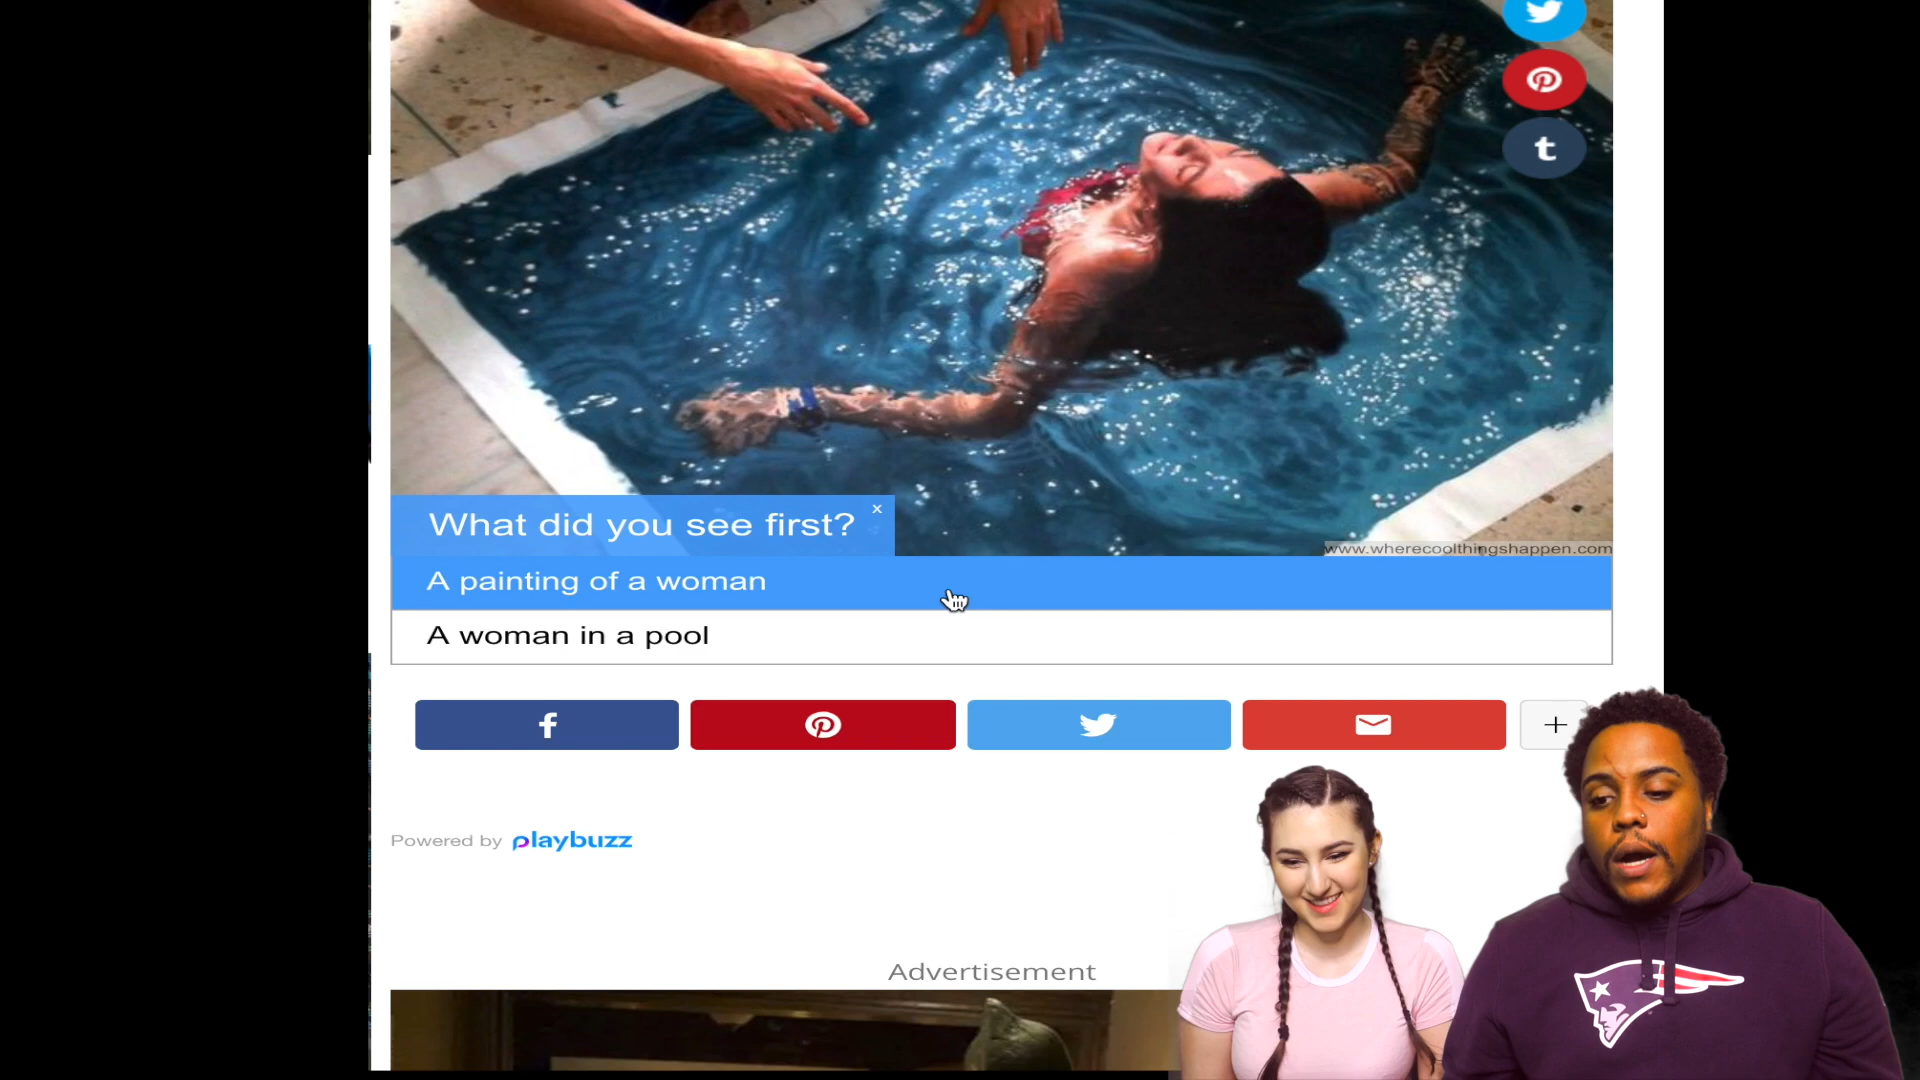 What did you see first?
x
www.wherecoolthingshappen.com
A painting of a woman
A woman in a pool
Powered by playbuzz
Advertisement